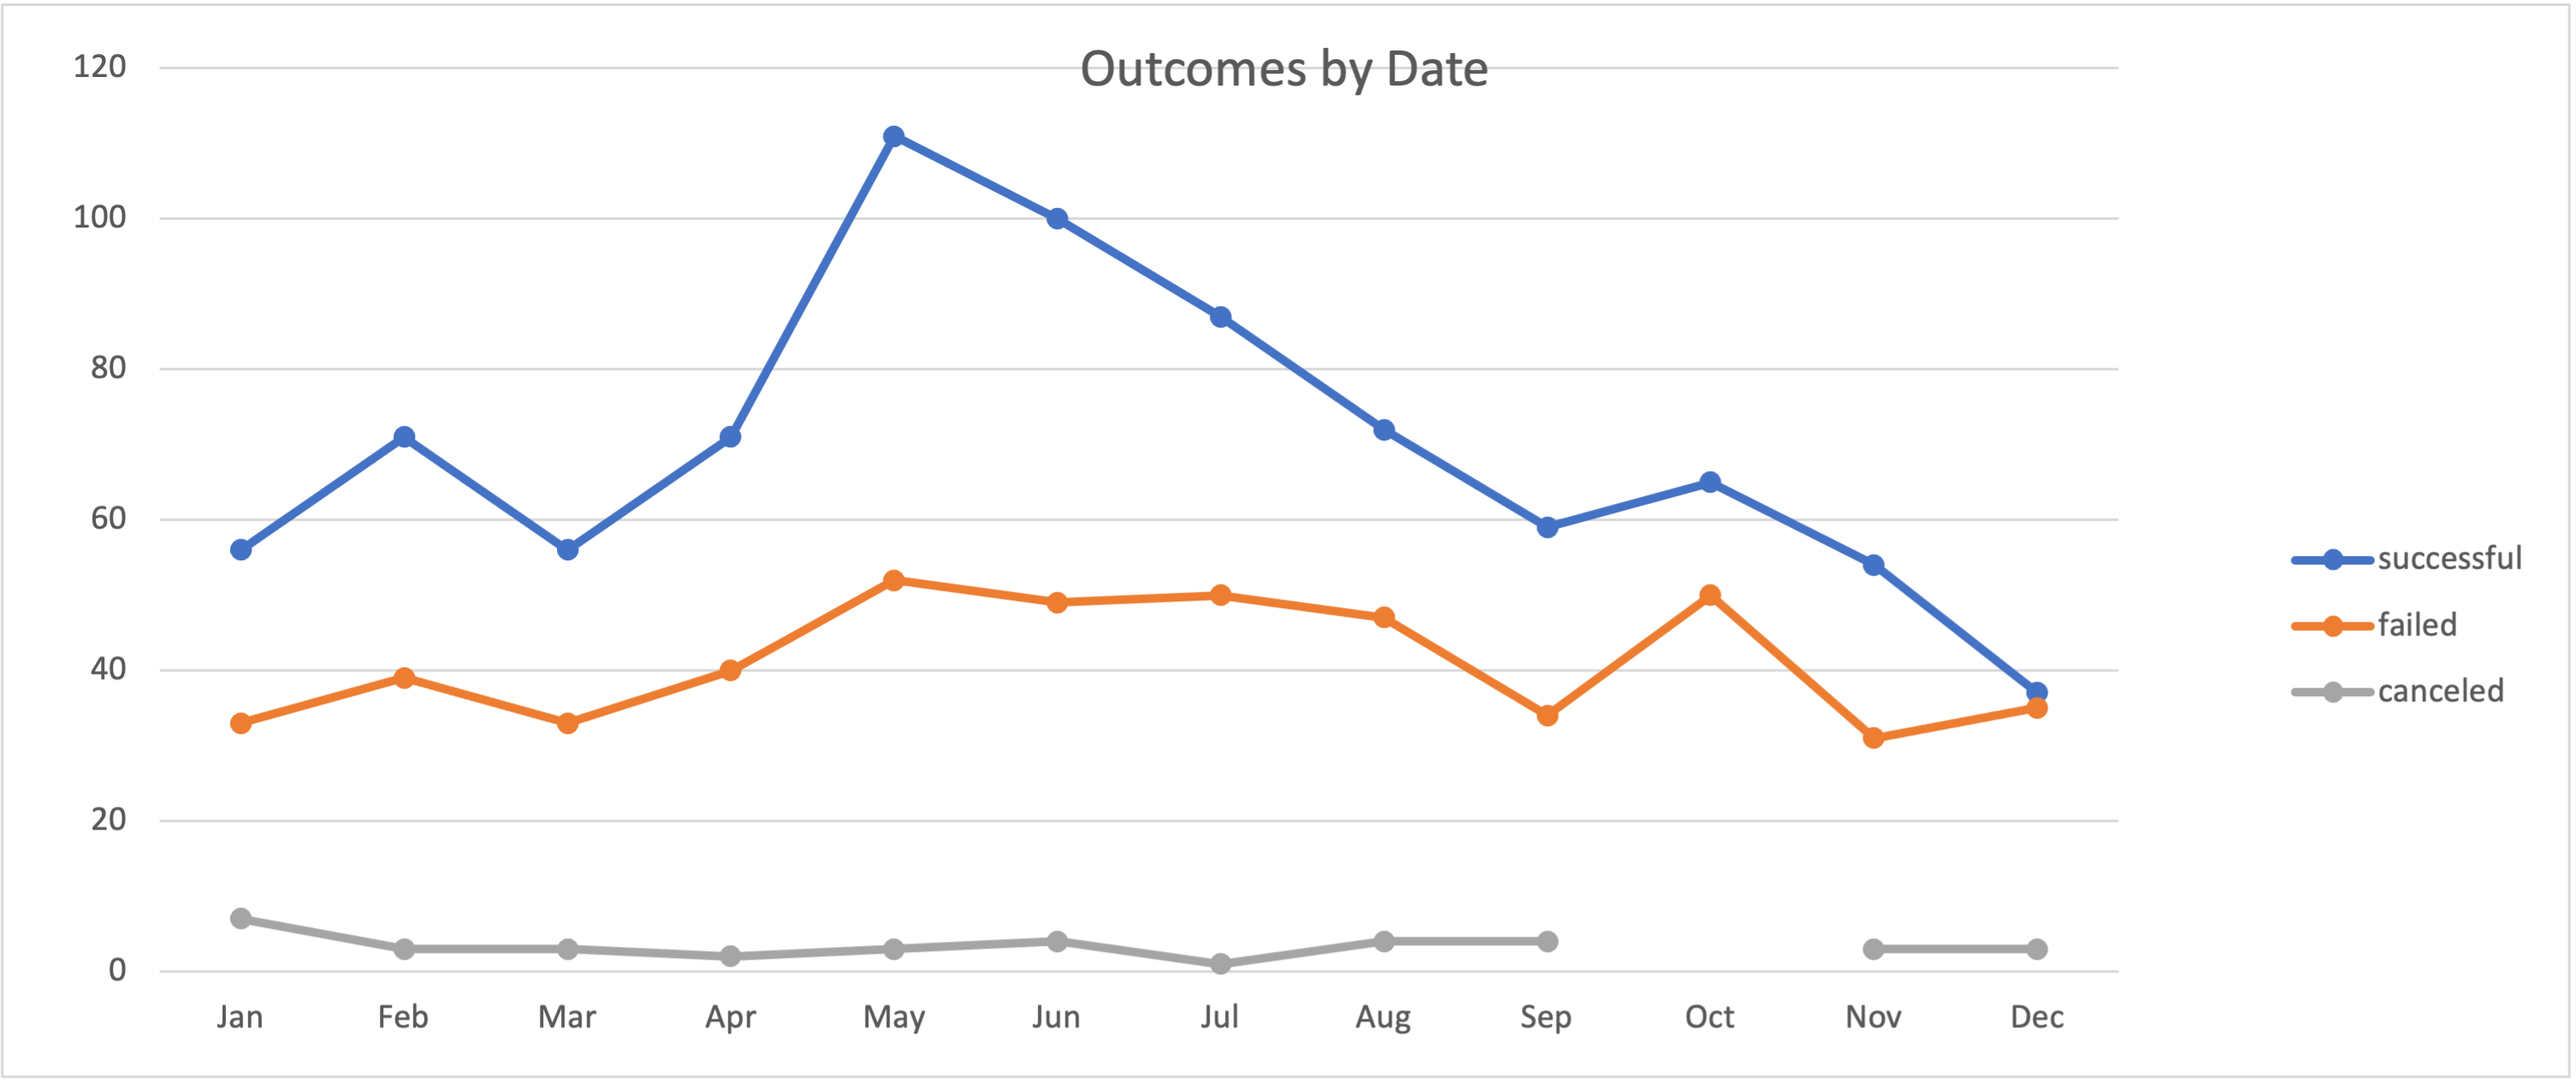 Outcomes by Date
120
100
80
60
40
20
0
Jan Feb Mar Apr May Jun Jul Aug Sep Oct Nov Dec
successful
failed
canceled